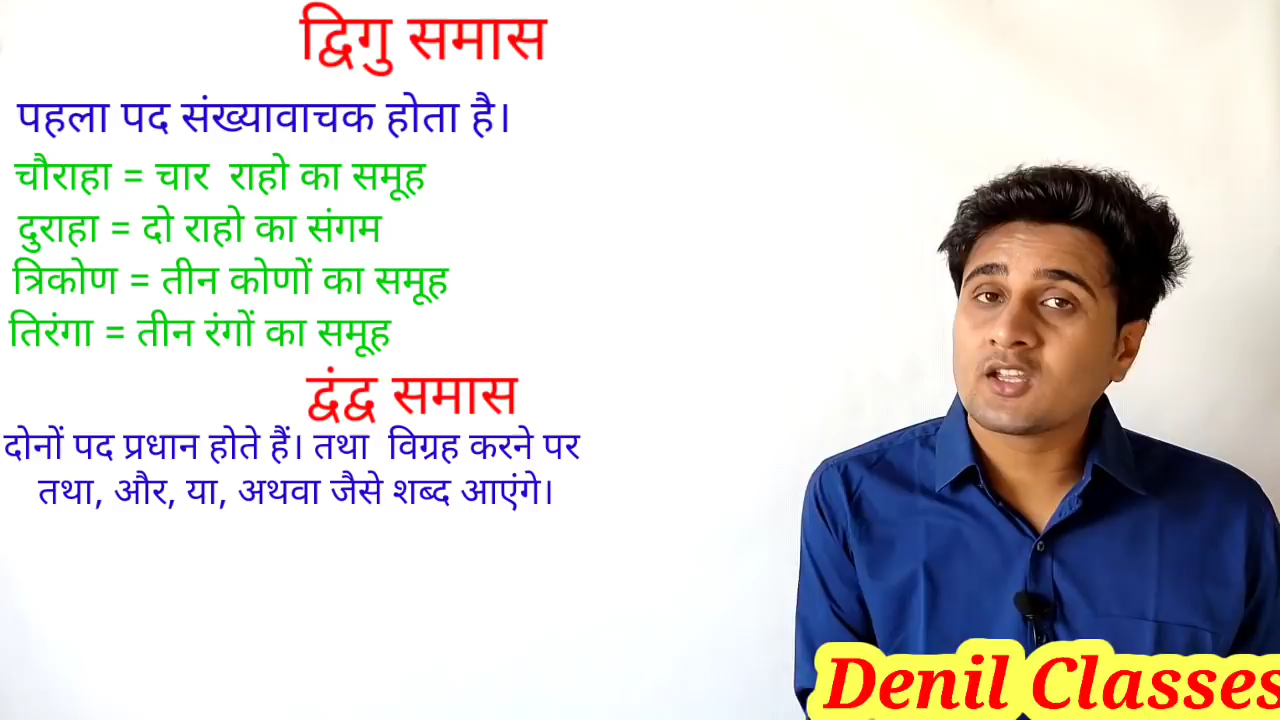 द्विगु समास
पहला पद संख्यावाचक होता है।
चौराहा = चार राहो का समूह
दुराहा = दो राहो का संगम
त्रिकोण = तीन कोणों का समूह
तिरंगा = तीन रंगों का समूह
द्वंद्व समास
दोनों पद प्रधान होते हैं। तथा विग्रह करने पर
तथा, और, या, अथवा जैसे शब्द आएंगे।
Denil Classes